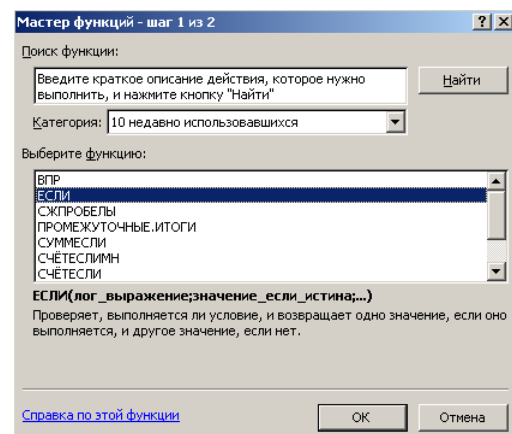 Мастер функций - шаг 1 из 2
Поиск функции:
Введите краткое описание действия, которое нужно
выполнить, и нажмите кнопку "Найти"
Найти
Категория: 10 недавно использовавшихся
Выберите функцию:
ВПР
ЕСЛИ
СЖПРОБЕЛЫ
ПРОМЕЖУТОЧНЫЕ.ИТОГИ
СУММЕСЛИ
СЧЁТЕСЛИМН
СЧЁТЕСЛИ
ЕСЛИ(лог_выражение;значение_если_истина;...)
Проверяет, выполняется ли условие, и возвращает одно значение, если оно
выполняется, и другое значение, если нет.
Справка по этой функции
ОК
Отмена